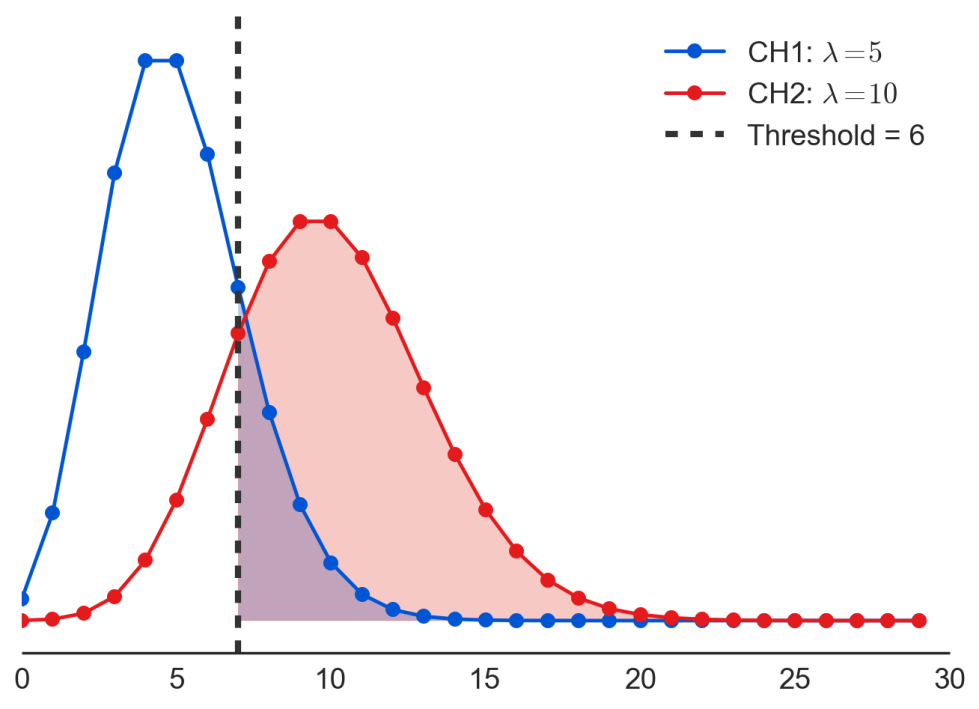 CH1: λ=5
CH2: λ=10
Threshold = 6
0 5 10 15 20 25 30